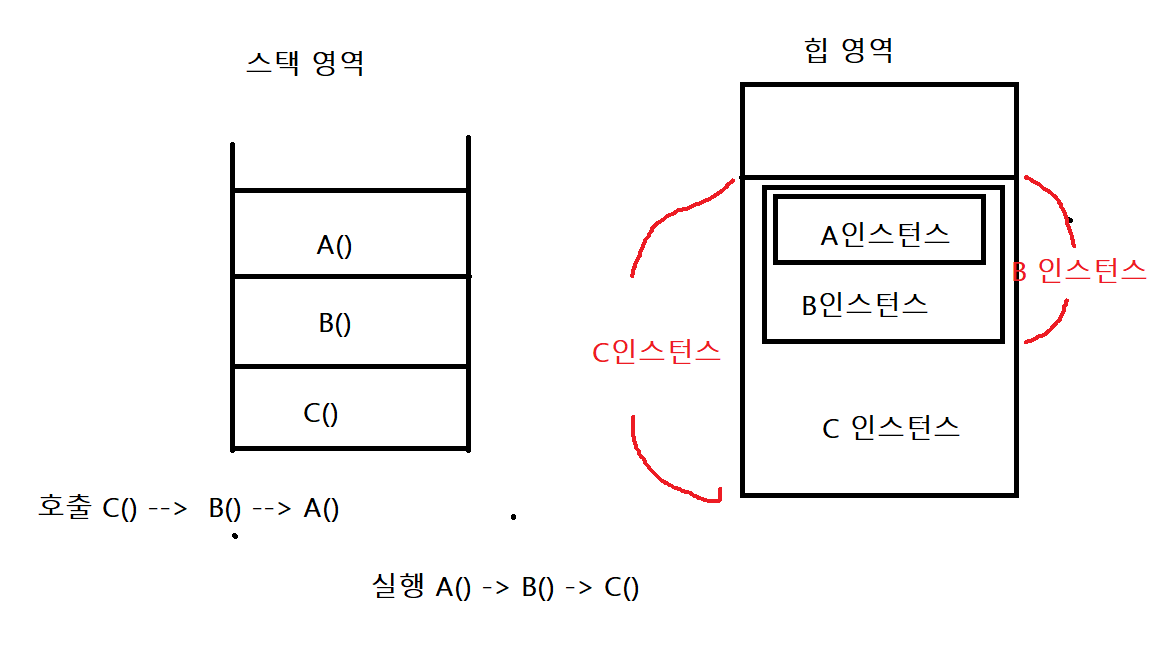 스택 영역
힙 영역
A()
A인스턴스
B 인스턴스
B()
B인스턴스
C인스턴스
C()
C 인스턴스
호출 C() --> B() --> A()
실행 A() -> B() -> C()